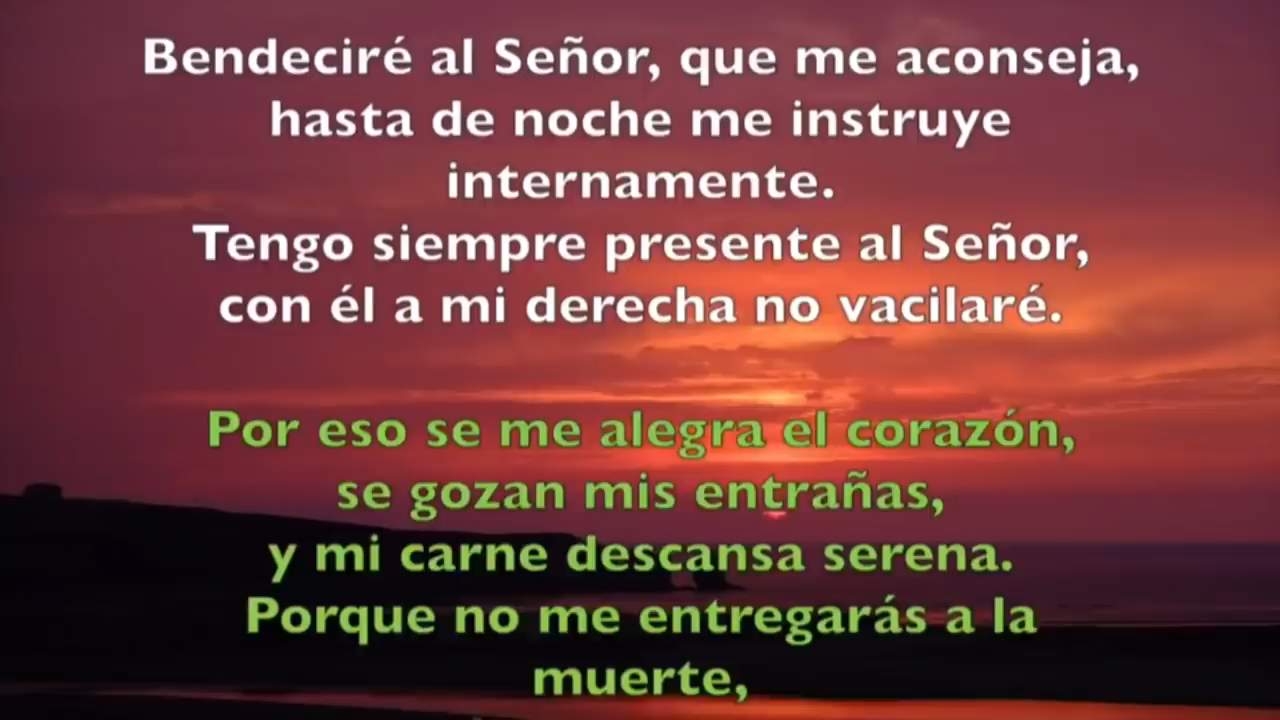 Bendeciré al Señor, que me aconseja,
hasta de noche me instruye
internamente.
Tengo siempre presente al Señor,
con él a mi derecha no vacilaré.
Por eso se me alegra el corazón,
se gozan mis entrañas,
y mi carne descansa serena.
Porque no me entregarás a la
muerte,